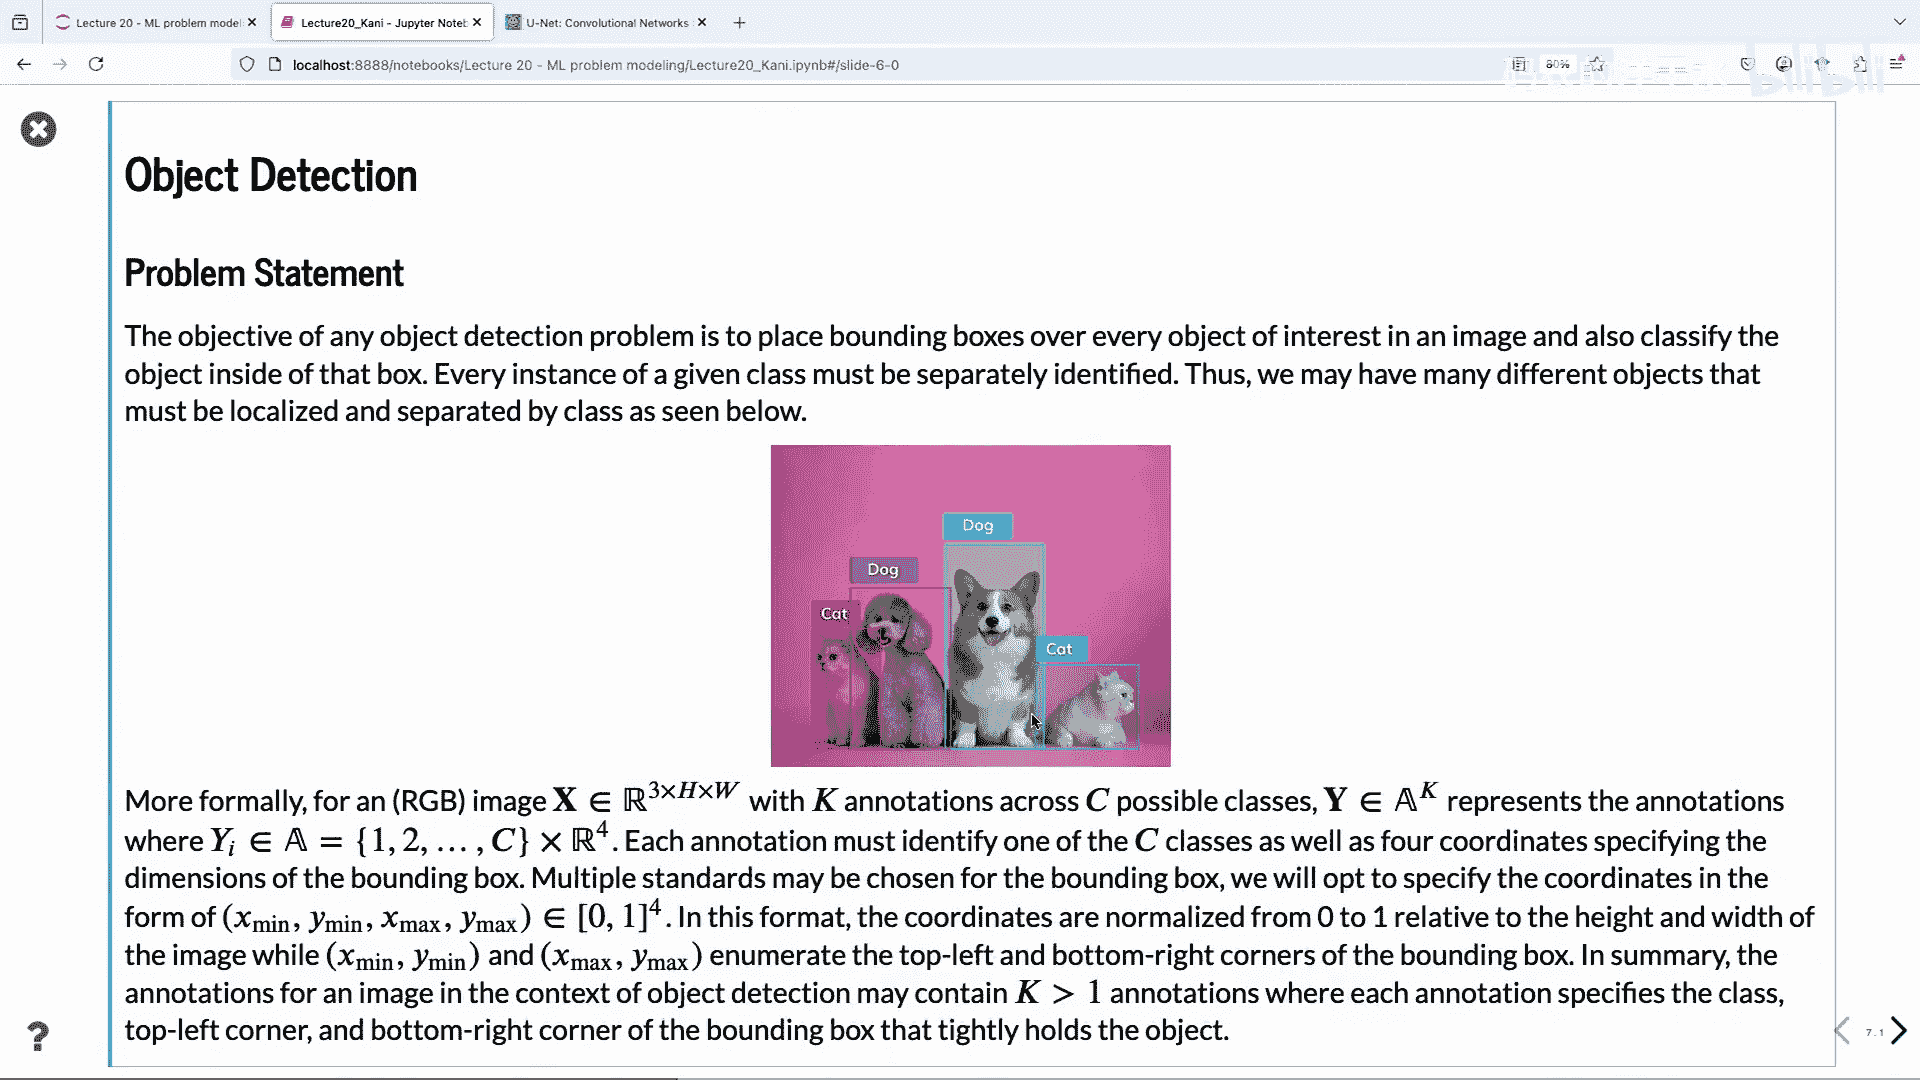 Lecture 20 - ML problem model
Lecture20_Kani - Jupyter Notel
U-Net: Convolutional Networks
localhost:8888/notebooks/Lecture 20 - ML problem modeling/Lecture20_Kani.ipynb#/slide-6-0
80%
bilibili
Object Detection
Problem Statement
The objective of any object detection problem is to place bounding boxes over every object of interest in an image and also classify the
object inside of that box. Every instance of a given class must be separately identified. Thus, we may have many different objects that
must be localized and separated by class as seen below.
Dog
Dog
Cat
Cat
More formally, for an (RGB) image X ∈ ℝ^{3×H×W} with K annotations across C possible classes, Y ∈ 𝔸^K represents the annotations
where Y_i ∈ 𝔸 = {1, 2, … , C} × ℝ^4. Each annotation must identify one of the C classes as well as four coordinates specifying the
dimensions of the bounding box. Multiple standards may be chosen for the bounding box, we will opt to specify the coordinates in the
form of (x_min, y_min, x_max, y_max) ∈ [0, 1]^4. In this format, the coordinates are normalized from 0 to 1 relative to the height and width of
the image while (x_min, y_min) and (x_max, y_max) enumerate the top-left and bottom-right corners of the bounding box. In summary, the
annotations for an image in the context of object detection may contain K > 1 annotations where each annotation specifies the class,
top-left corner, and bottom-right corner of the bounding box that tightly holds the object.
7.1